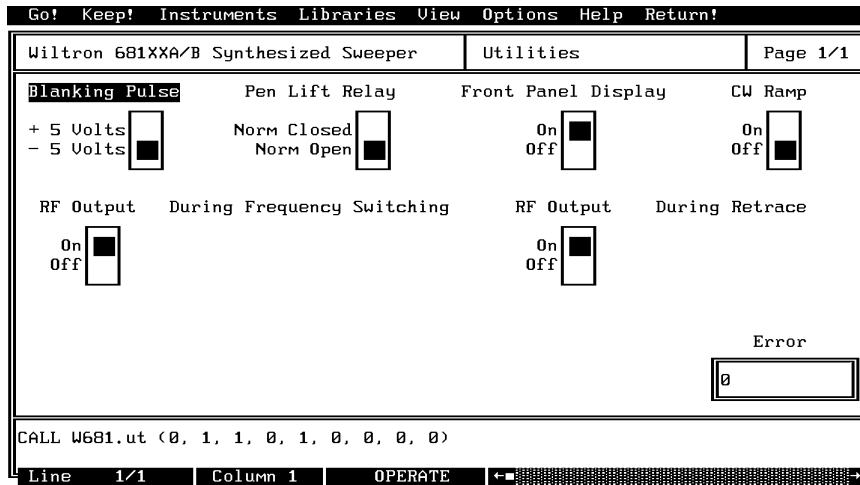 Go! Keep! Instruments Libraries View Options Help Return!
Wiltron 681XXA/B Synthesized Sweeper Utilities Page 1/1
Blanking Pulse Pen Lift Relay Front Panel Display CW Ramp
+ 5 Volts Norm Closed On On
- 5 Volts Norm Open Off Off
RF Output During Frequency Switching RF Output During Retrace
On On
Off Off
Error
0
CALL W681.ut (0, 1, 1, 0, 1, 0, 0, 0, 0)
Line 1/1 Column 1 OPERATE ← →